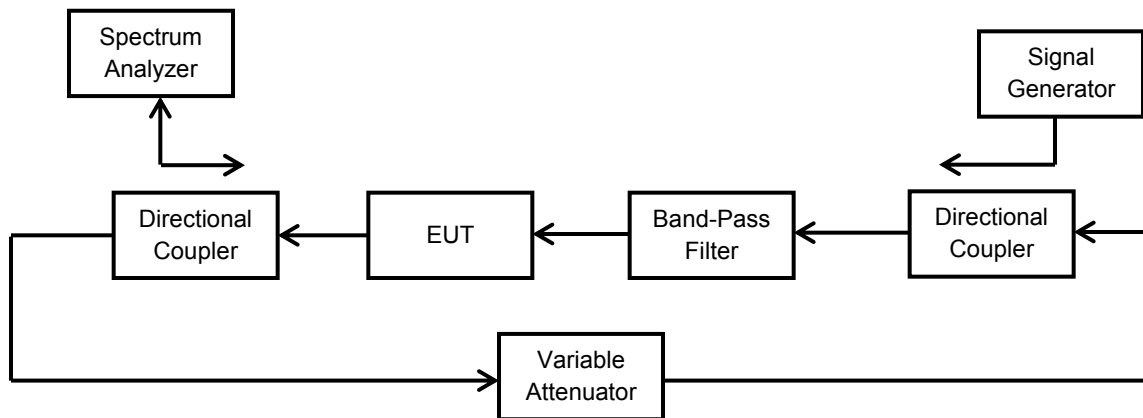 Spectrum
Analyzer
Signal
Generator
Directional
Coupler
EUT
Band-Pass
Filter
Directional
Coupler
Variable
Attenuator